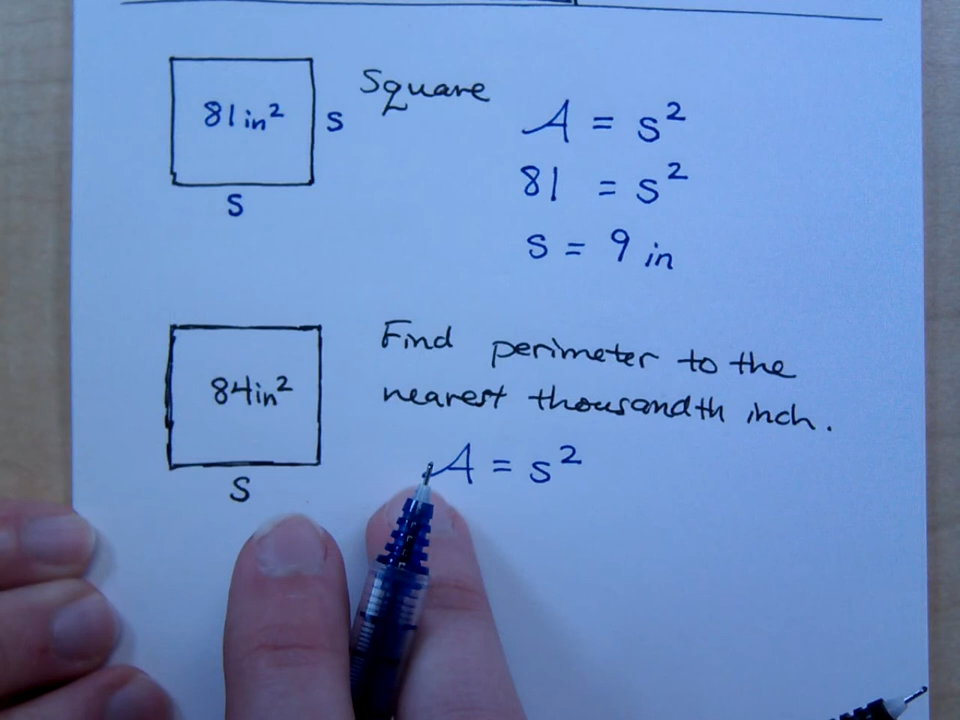 81 in² s
s
Square
A = s²
81 = s²
s = 9 in
84 in²
s
Find perimeter to the
nearest thousandth inch.
A = s²